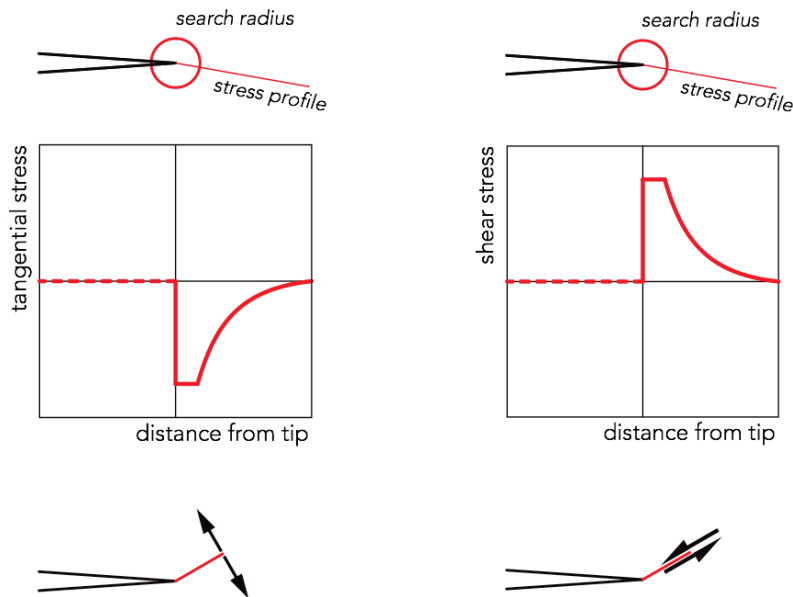 search radius
stress profile
tangential stress
distance from tip
search radius
stress profile
shear stress
distance from tip